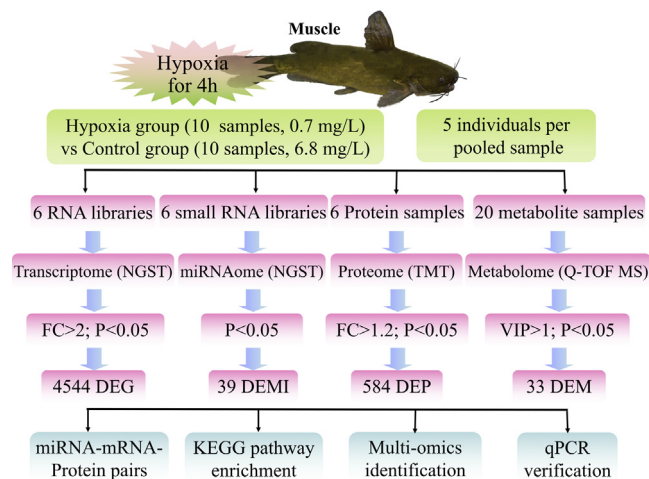 Muscle
Hypoxia
for 4h
Hypoxia group (10 samples, 0.7 mg/L)
vs Control group (10 samples, 6.8 mg/L)
5 individuals per
pooled sample
6 RNA libraries
6 small RNA libraries
6 Protein samples
20 metabolite samples
Transcriptome (NGST)
miRNAome (NGST)
Proteome (TMT)
Metabolome (Q-TOF MS)
FC>2; P<0.05
P<0.05
FC>1.2; P<0.05
VIP>1; P<0.05
4544 DEG
39 DEMI
584 DEP
33 DEM
miRNA-mRNA-
Protein pairs
KEGG pathway
enrichment
Multi-omics
identification
qPCR
verification